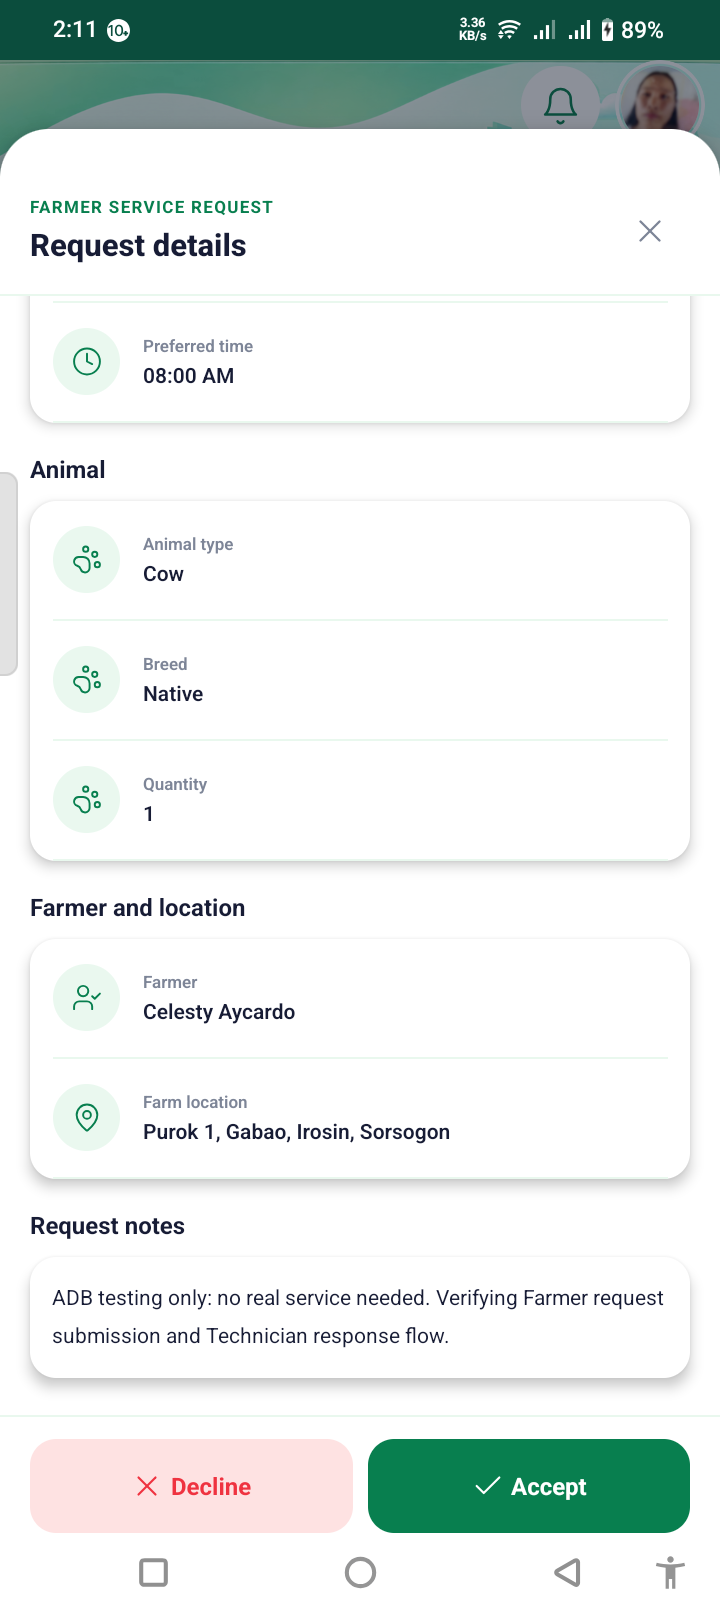 2:11
10.
3.36
KB/s
89%
FARMER SERVICE REQUEST
Request details
Preferred time
08:00 AM
Animal
Animal type
Cow
Breed
Native
Quantity
1
Farmer and location
Farmer
Celesty Aycardo
Farm location
Purok 1, Gabao, Irosin, Sorsogon
Request notes
ADB testing only: no real service needed. Verifying Farmer request
submission and Technician response flow.
Decline
Accept